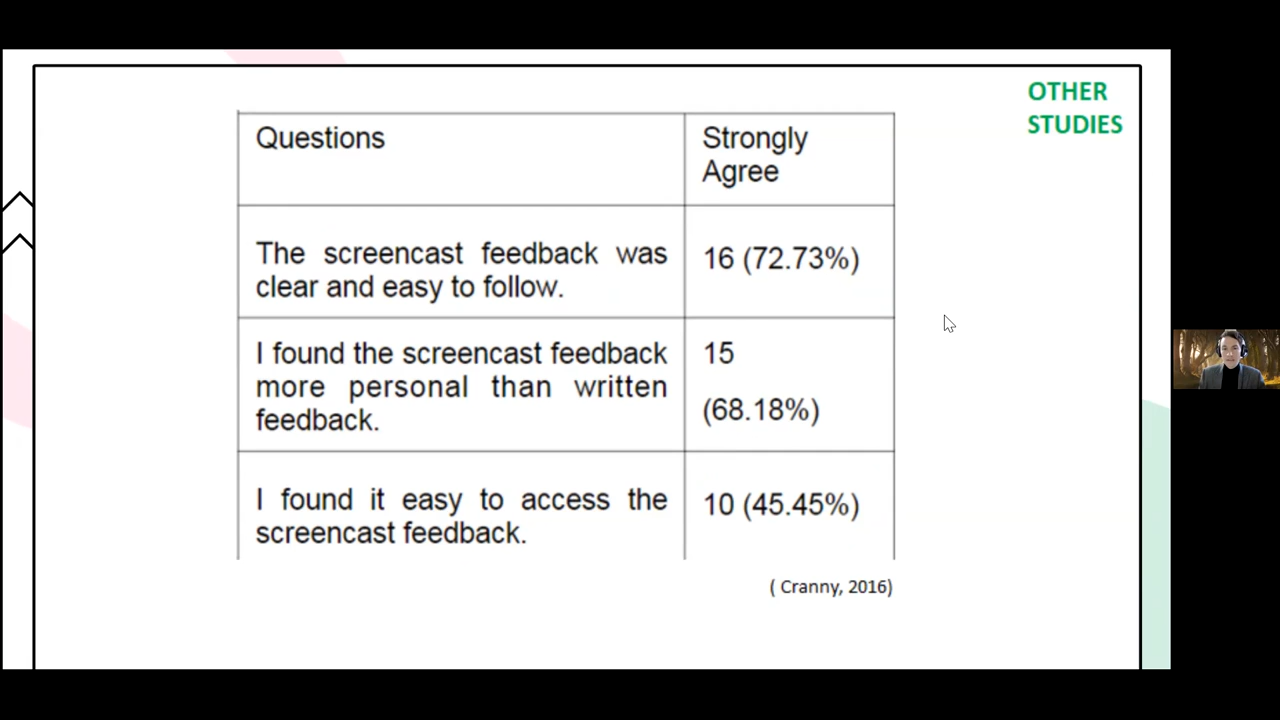 OTHER
STUDIES
Questions
Strongly
Agree
The screencast feedback was
clear and easy to follow.
16 (72.73%)
I found the screencast feedback
more personal than written
feedback.
15
(68.18%)
I found it easy to access the
screencast feedback.
10 (45.45%)
( Cranny, 2016)